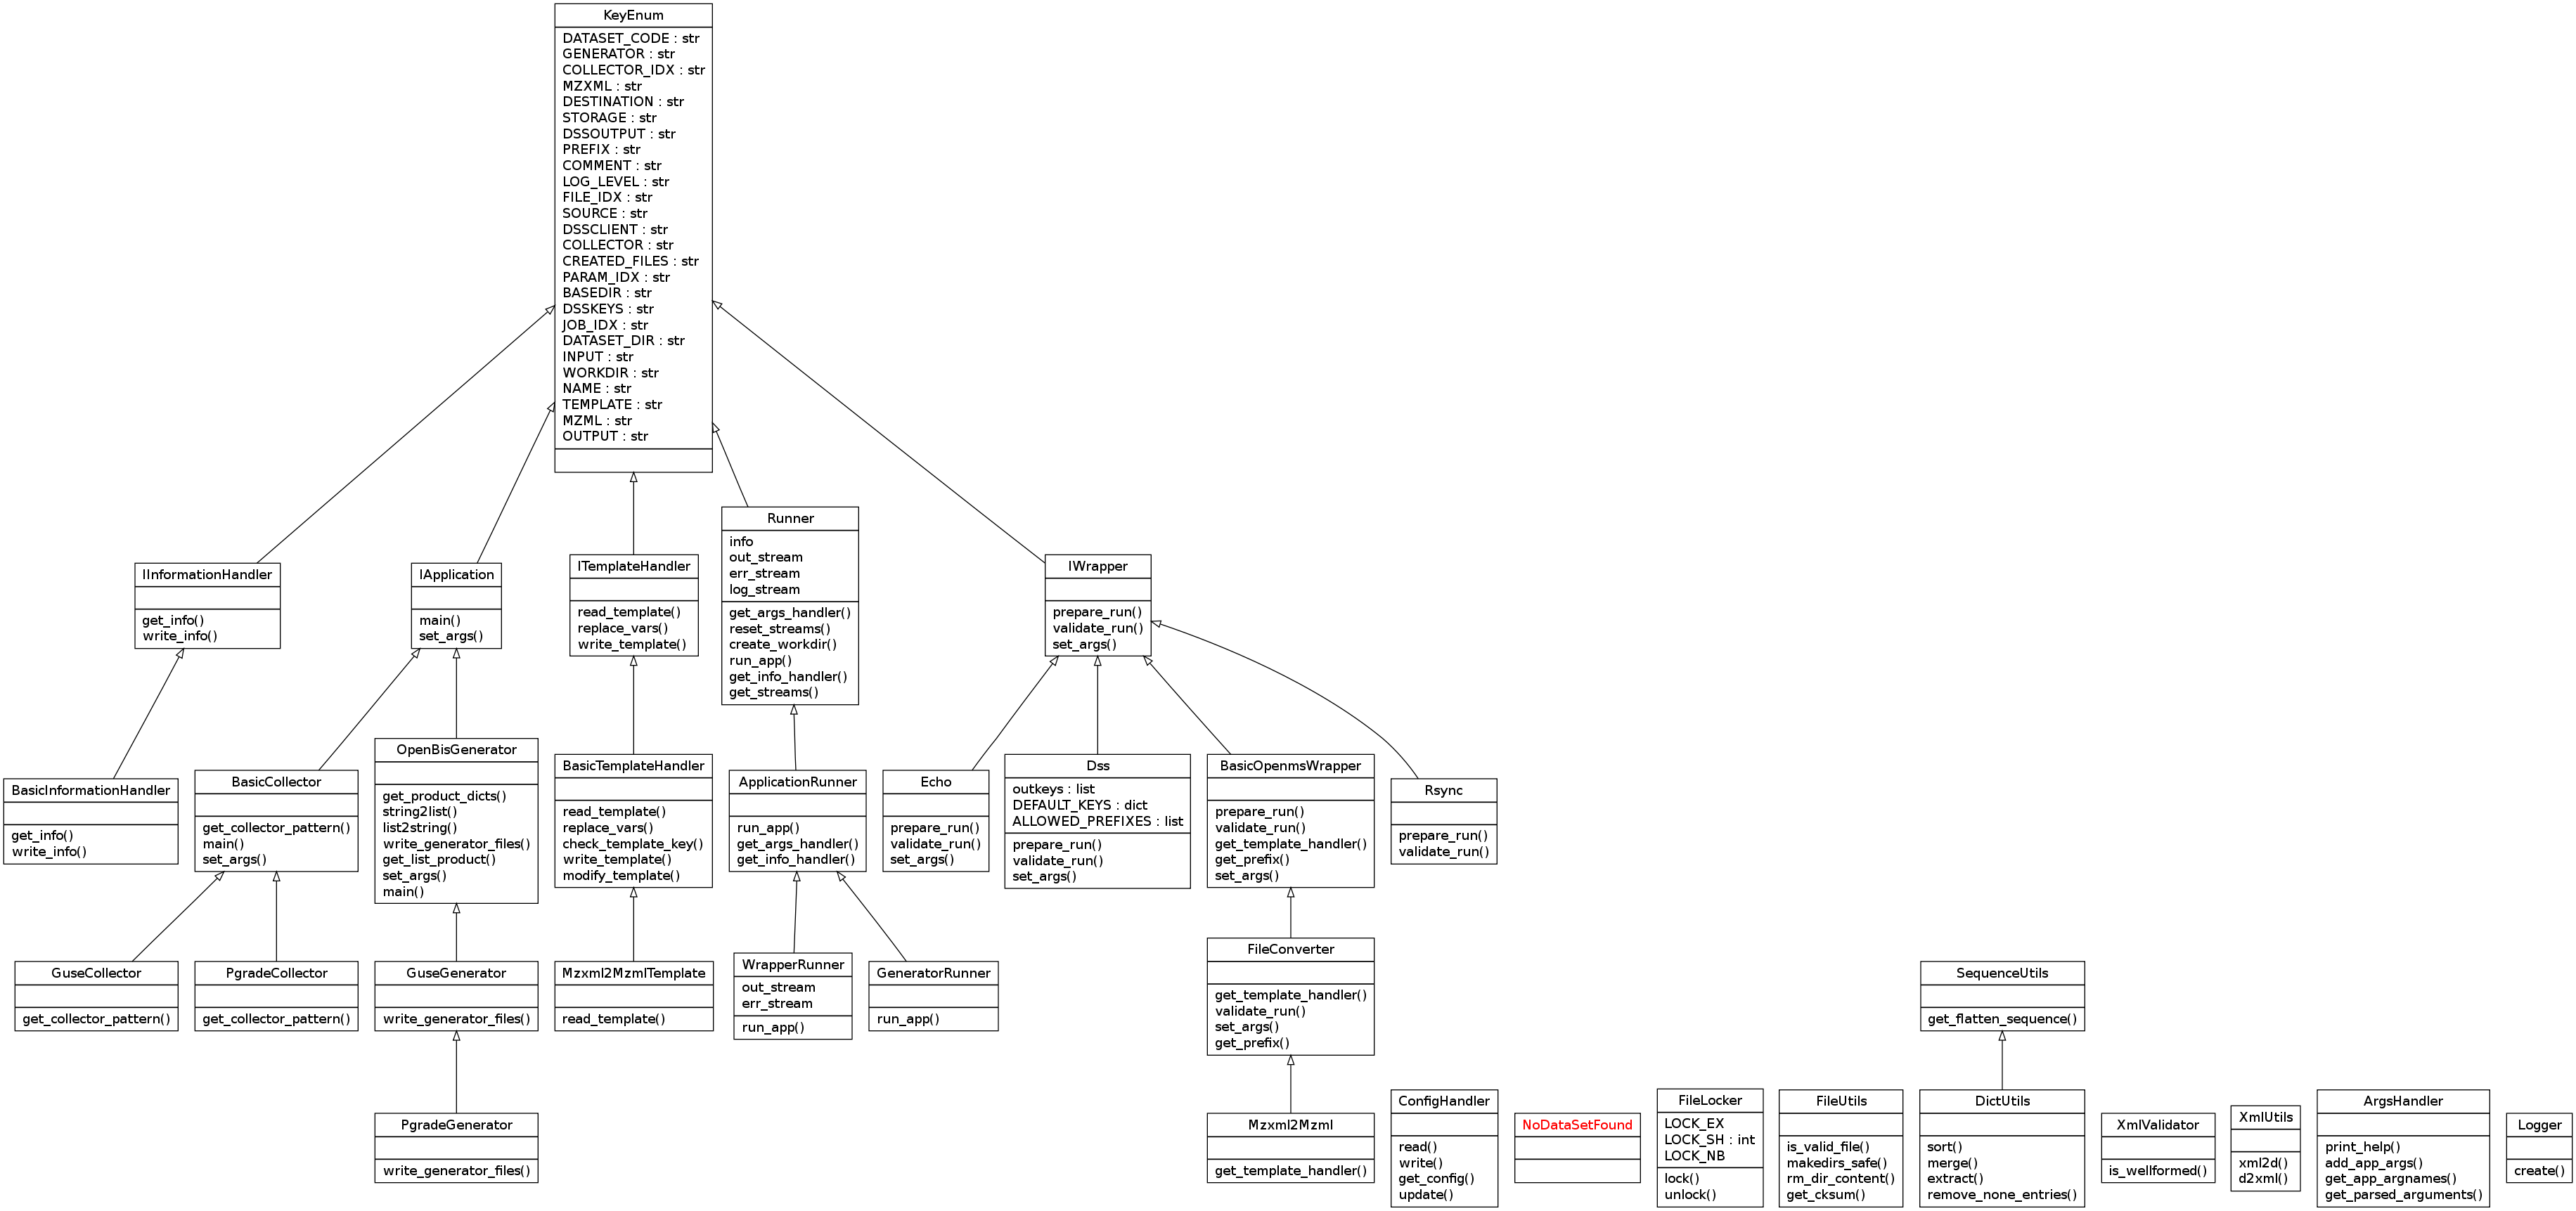 KeyEnum
DATASET_CODE : str
GENERATOR : str
COLLECTOR_IDX : str
MZXML : str
DESTINATION : str
STORAGE : str
DSSOUTPUT : str
PREFIX : str
COMMENT : str
LOG_LEVEL : str
FILE_IDX : str
SOURCE : str
DSSCLIENT : str
COLLECTOR : str
CREATED_FILES : str
PARAM_IDX : str
BASEDIR : str
DSSKEYS : str
JOB_IDX : str
DATASET_DIR : str
INPUT : str
WORKDIR : str
NAME : str
TEMPLATE : str
MZML : str
OUTPUT : str
IInformationHandler
get_info()
write_info()
IApplication
main()
set_args()
ITemplateHandler
read_template()
replace_vars()
write_template()
Runner
info
out_stream
err_stream
log_stream
get_args_handler()
reset_streams()
create_workdir()
run_app()
get_info_handler()
get_streams()
IWrapper
prepare_run()
validate_run()
set_args()
BasicInformationHandler
get_info()
write_info()
BasicCollector
get_collector_pattern()
main()
set_args()
OpenBisGenerator
get_product_dicts()
string2list()
list2string()
write_generator_files()
get_list_product()
set_args()
main()
BasicTemplateHandler
read_template()
replace_vars()
check_template_key()
write_template()
modify_template()
ApplicationRunner
run_app()
get_args_handler()
get_info_handler()
Echo
prepare_run()
validate_run()
set_args()
Dss
outkeys : list
DEFAULT_KEYS : dict
ALLOWED_PREFIXES : list
prepare_run()
validate_run()
set_args()
BasicOpenmsWrapper
prepare_run()
validate_run()
get_template_handler()
get_prefix()
set_args()
Rsync
prepare_run()
validate_run()
GuseCollector
get_collector_pattern()
PgradeCollector
get_collector_pattern()
GuseGenerator
write_generator_files()
Mzxml2MzmlTemplate
read_template()
WrapperRunner
out_stream
err_stream
run_app()
GeneratorRunner
run_app()
FileConverter
get_template_handler()
validate_run()
set_args()
get_prefix()
SequenceUtils
get_flatten_sequence()
PgradeGenerator
write_generator_files()
Mzxml2Mzml
get_template_handler()
ConfigHandler
read()
write()
get_config()
update()
NoDataSetFound
FileLocker
LOCK_EX
LOCK_SH : int
LOCK_NB
lock()
unlock()
FileUtils
is_valid_file()
makedirs_safe()
rm_dir_content()
get_cksum()
DictUtils
sort()
merge()
extract()
remove_none_entries()
XmlValidator
is_wellformed()
XmlUtils
xml2d()
d2xml()
ArgsHandler
print_help()
add_app_args()
get_app_argnames()
get_parsed_arguments()
Logger
create()